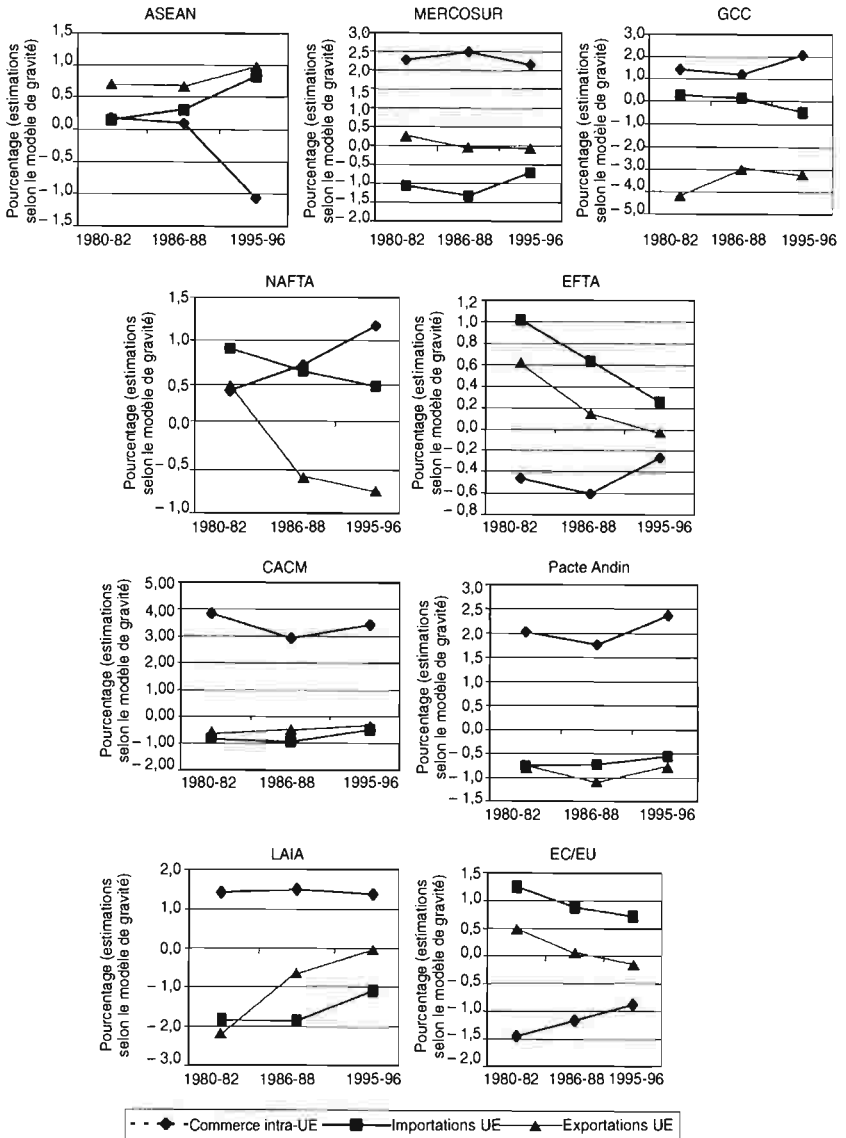 ASEAN
Pourcentage (estimations
selon le modèle de gravité)
1,5
1,0
0,5
0,0
– 0,5
– 1,0
1,5
1980-82 1986-88 1995-96
MERCOSUR
Pourcentage (estimations
selon le modèle de gravité)
3,0
2,5
2,0
1,5
1,0
0,5
0,0
– 0,5
– 1,0
1,5
2,0
1980-82 1986-88 1995-96
GCC
Pourcentage (estimations
selon le modèle de gravité)
3,0
2,0
1,0
0,0
– 1,0
– 2,0
– 3,0
– 4,0
5,0
1980-82 1986-88 1995-96
NAFTA
Pourcentage (estimations
selon le modèle de gravité)
1,5
1,0
0,5
0,0
– 0,5
– 1,0
1980-82 1986-88 1995-96
EFTA
Pourcentage (estimations
selon le modèle de gravité)
1,2
1,0
0,8
0,6
0,4
0,2
0,0
– 0,2
– 0,4
– 0,6
– 0,8
1980-82 1986-88 1995-96
CACM
Pourcentage (estimations
selon le modèle de gravité)
5,00
4,00
3,00
2,00
1,00
0,00
– 1,00
– 2,00
1980-82 1986-88 1995-96
Pacte Andin
Pourcentage (estimations
selon le modèle de gravité)
3,0
2,5
2,0
1,5
1,0
0,5
0,0
– 0,5
– 1,0
– 1,5
1980-82 1986-88 1995-96
LAIA
Pourcentage (estimations
selon le modèle de gravité)
2,0
1,0
0,0
– 1,0
– 2,0
– 3,0
1980-82 1986-88 1995-96
EC/EU
Pourcentage (estimations
selon le modèle de gravité)
1,5
1,0
0,5
0,0
– 0,5
– 1,0
– 1,5
2,0
1980-82 1986-88 1995-96
Commerce intra-UE Importations UE Exportations UE